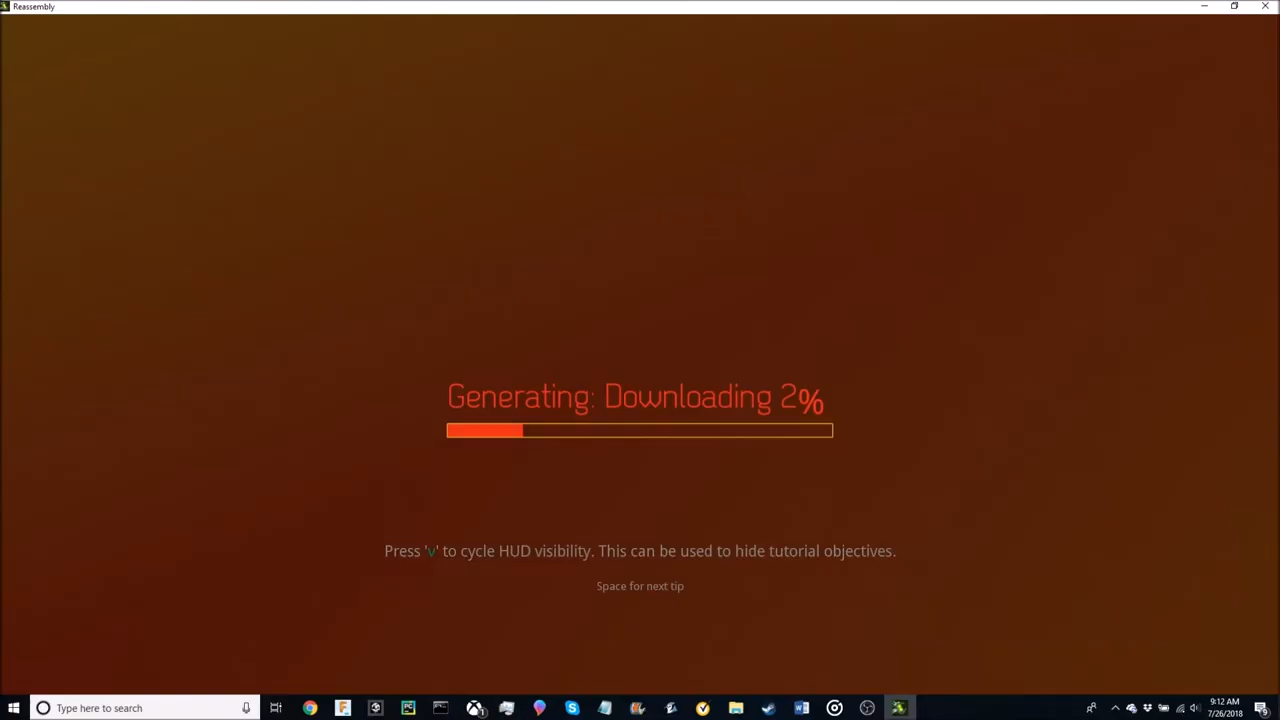 Reassembly
Generating: Downloading 2%
Press 'v' to cycle HUD visibility. This can be used to hide tutorial objectives.
Space for next tip
Type here to search
9:12 AM
7/26/2018